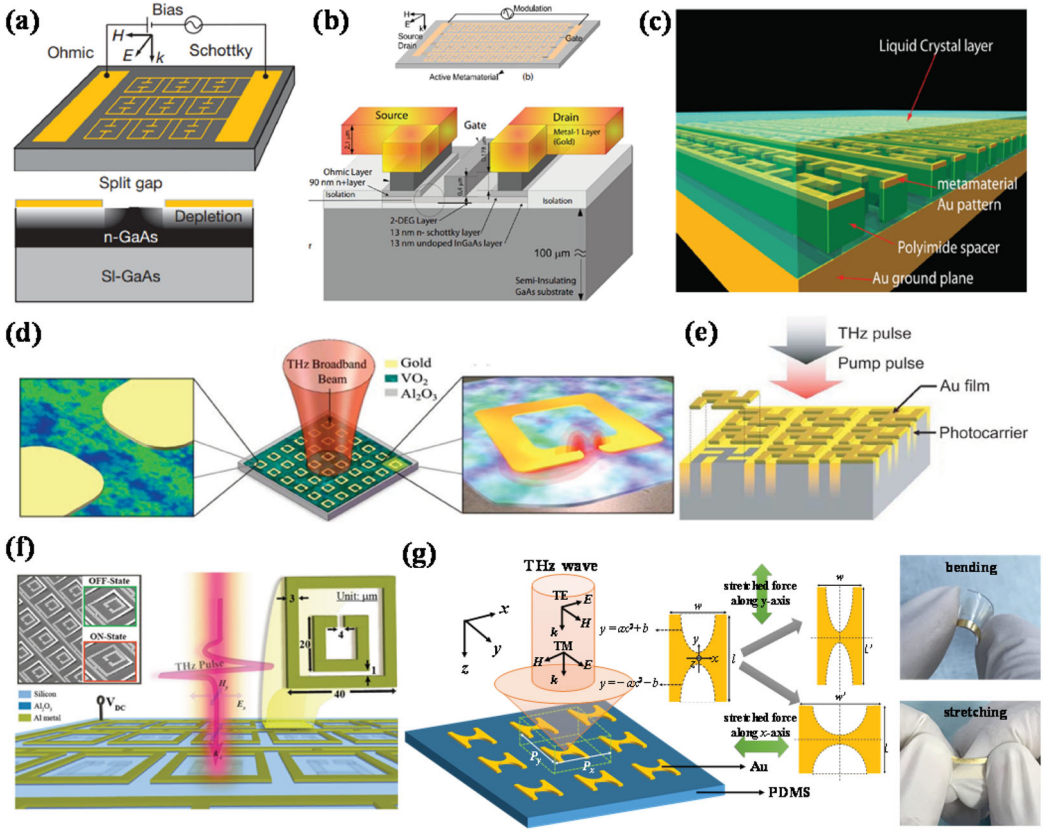 (a)
Bias
H
E
k
Ohmic
Schottky
Split gap
Depletion
n-GaAs
SI-GaAs
(b)
Modulation
H
E
k
Source
Drain
Gate
Active Metamaterial
(b)
Source
Gate
Drain
Metal-1 Layer
(Gold)
Ohmic Layer
90 nm n+layer
Isolation
Isolation
2-DEG Layer
13 nm n- schottky layer
13 nm undoped InGaAs layer
100 μm
Semi-Insulating
GaAs substrate
r
(c)
Liquid Crystal layer
metamaterial
Au pattern
Polyimide spacer
Au ground plane
(d)
THz Broadband
Beam
Gold
VO2
Al2O3
(e)
THz pulse
Pump pulse
Au film
Photocarrier
(f)
OFF-State
ON-State
Silicon
Al2O3
Al metal
VDC
THz Pulse
Hy
Ex
Unit: μm
3
4
20
1
40
(g)
THz wave
TE
E
H
k
TM
H
E
k
x
y
z
Py
Px
Au
PDMS
w
y = ax²+b
y
x
z
l
y = −ax²−b
stretched force
along y-axis
stretched force
along x-axis
w
l'
w'
l
bending
stretching